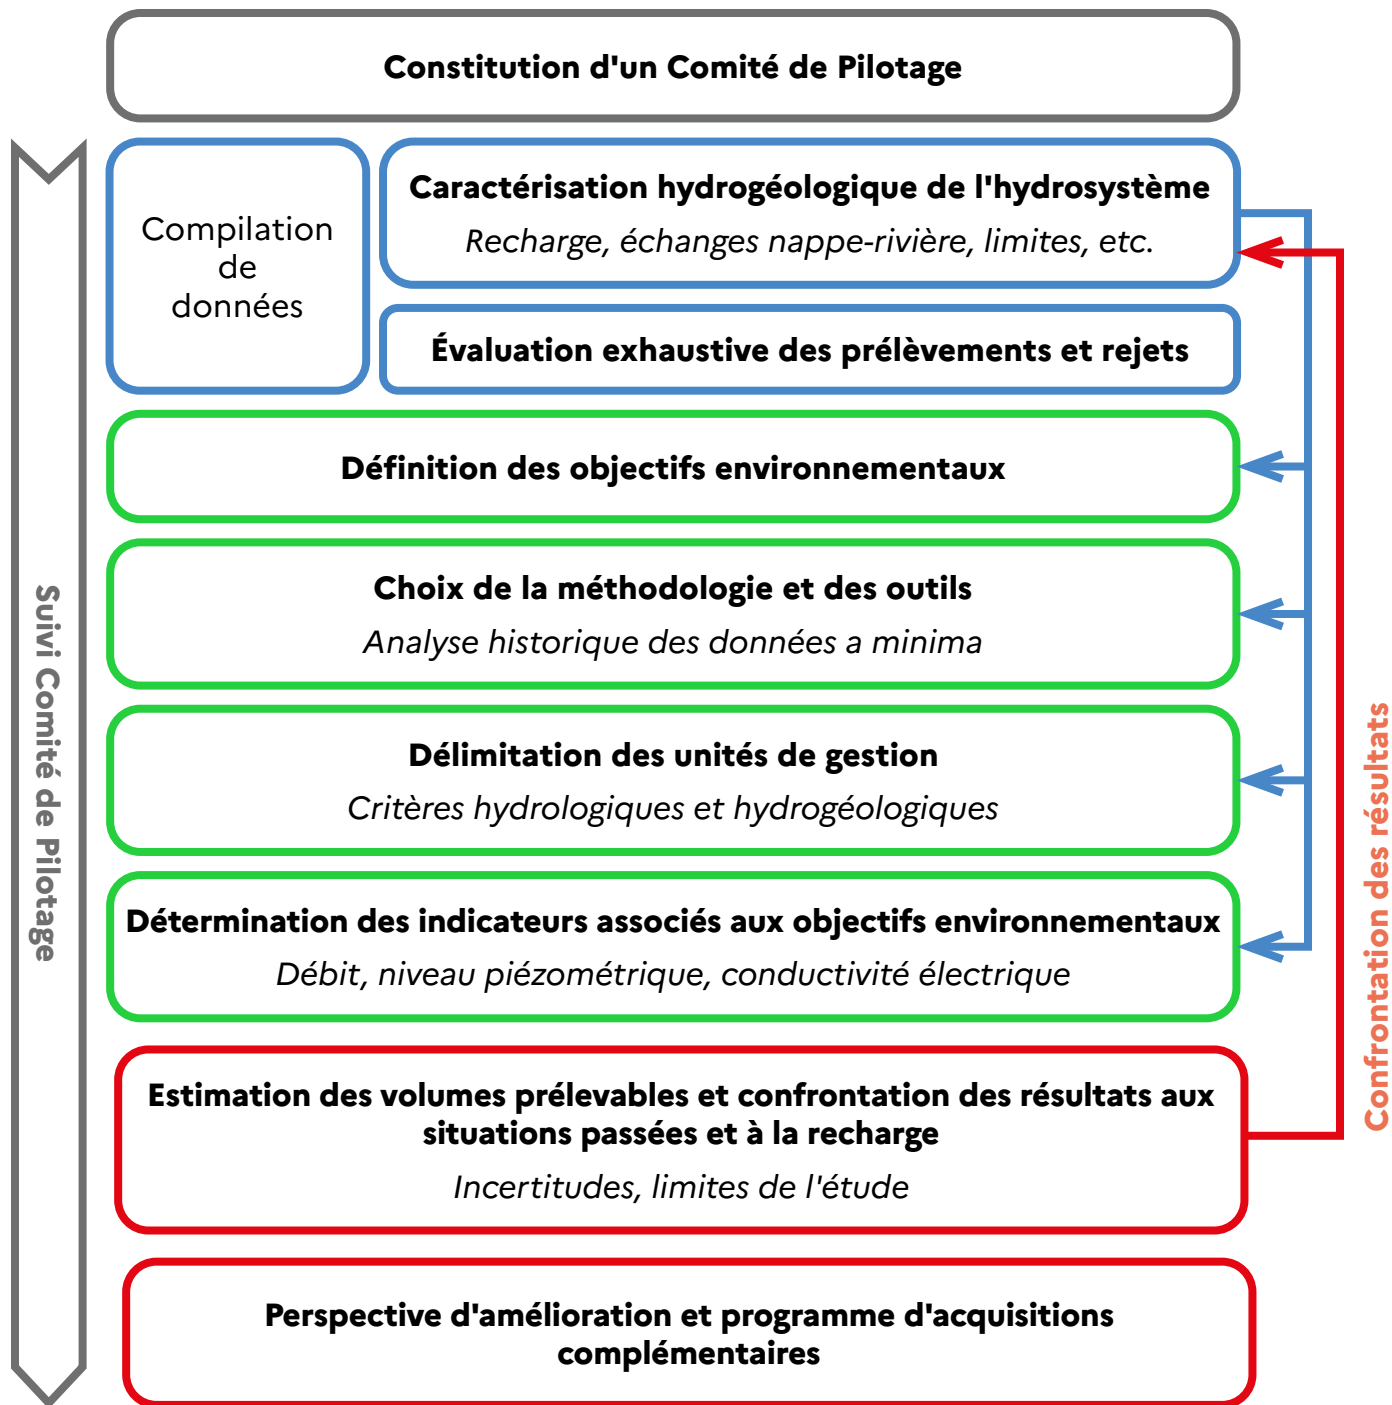 Constitution d'un Comité de Pilotage
Compilation
de
données
Caractérisation hydrogéologique de l'hydrosystème
Recharge, échanges nappe-rivière, limites, etc.
Évaluation exhaustive des prélèvements et rejets
Définition des objectifs environnementaux
Choix de la méthodologie et des outils
Analyse historique des données a minima
Délimitation des unités de gestion
Critères hydrologiques et hydrogéologiques
Détermination des indicateurs associés aux objectifs environnementaux
Débit, niveau piézométrique, conductivité électrique
Estimation des volumes prélevables et confrontation des résultats aux
situations passées et à la recharge
Incertitudes, limites de l'étude
Perspective d'amélioration et programme d'acquisitions
complémentaires
Suivi Comité de Pilotage
Confrontation des résultats